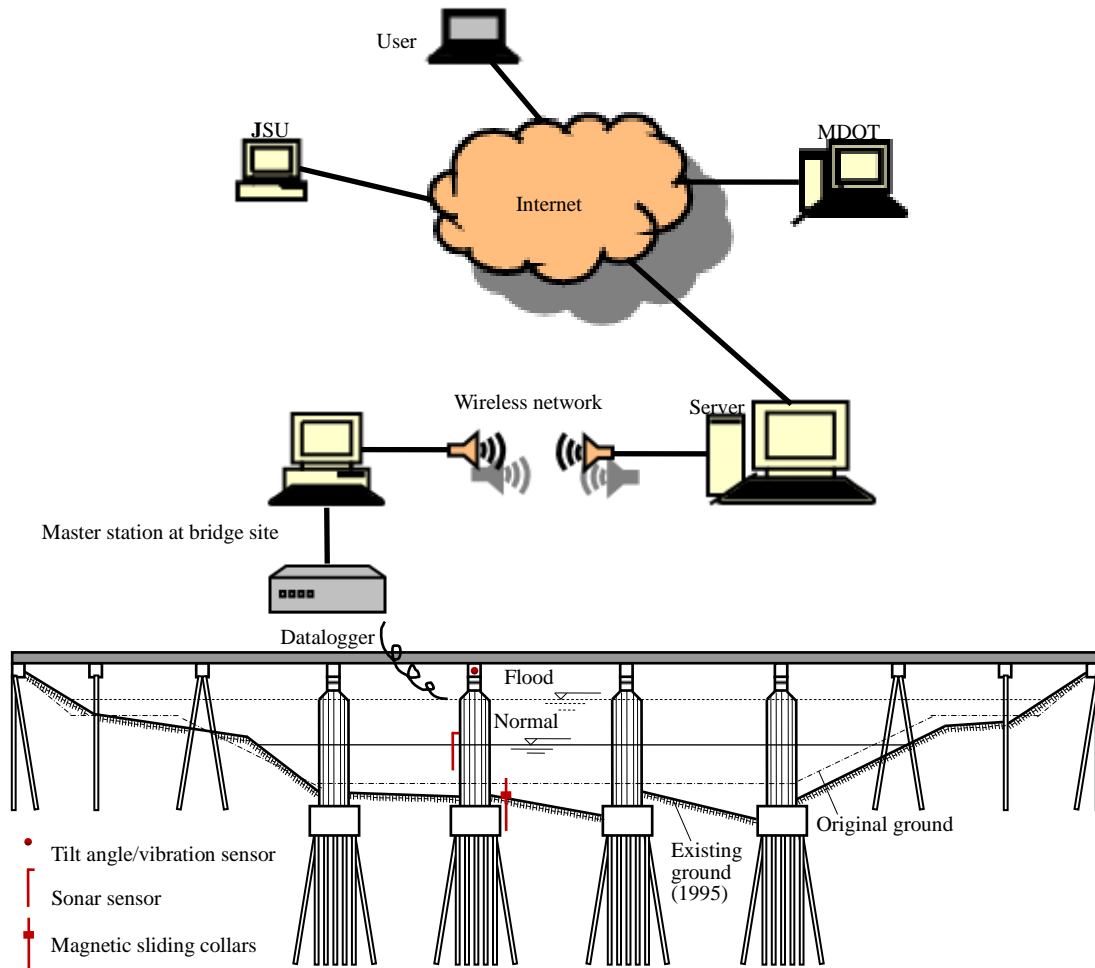 User
JSU
MDOT
Internet
Wireless network
Server
Master station at bridge site
Datalogger
Flood
Normal
Original ground
Existing
ground
(1995)
Tilt angle/vibration sensor
Sonar sensor
Magnetic sliding collars